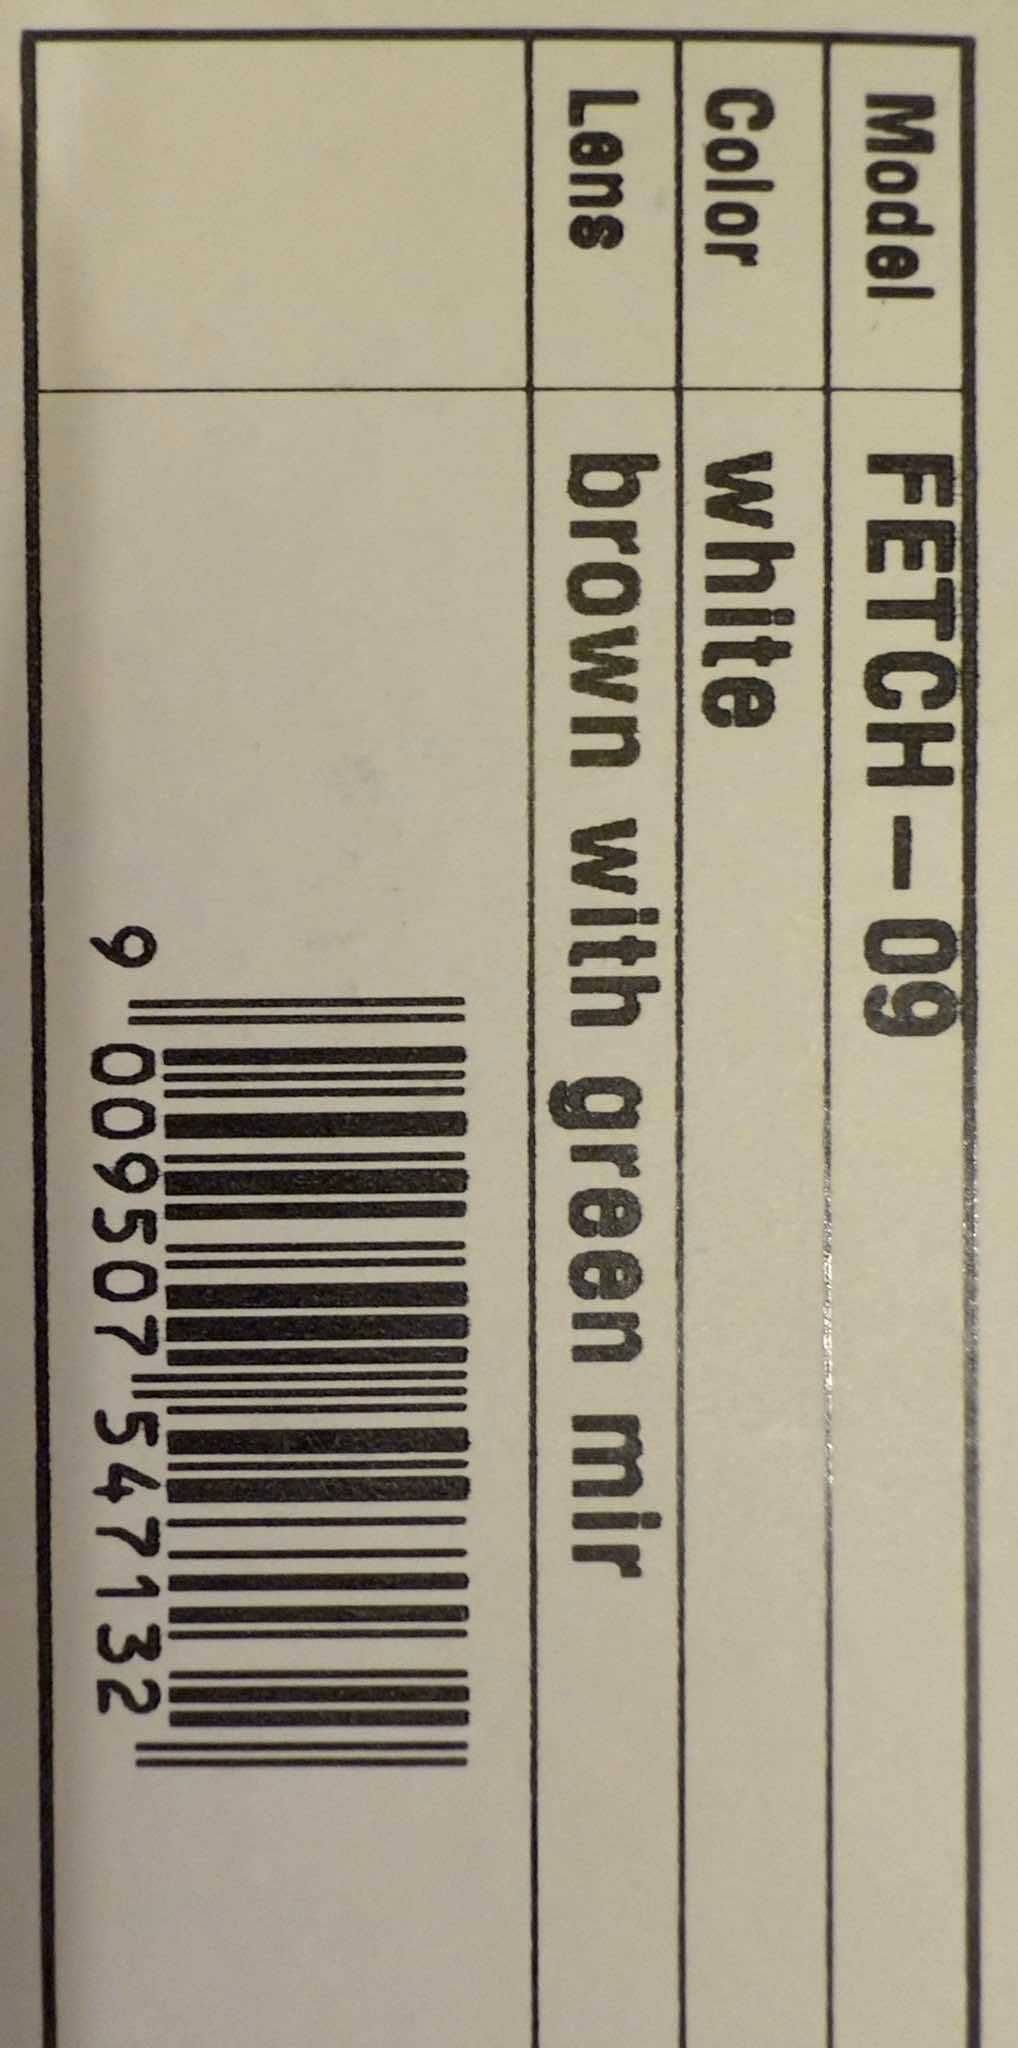 Model FETCH-09
Color white
Lens brown with green mir
9 009507 547132